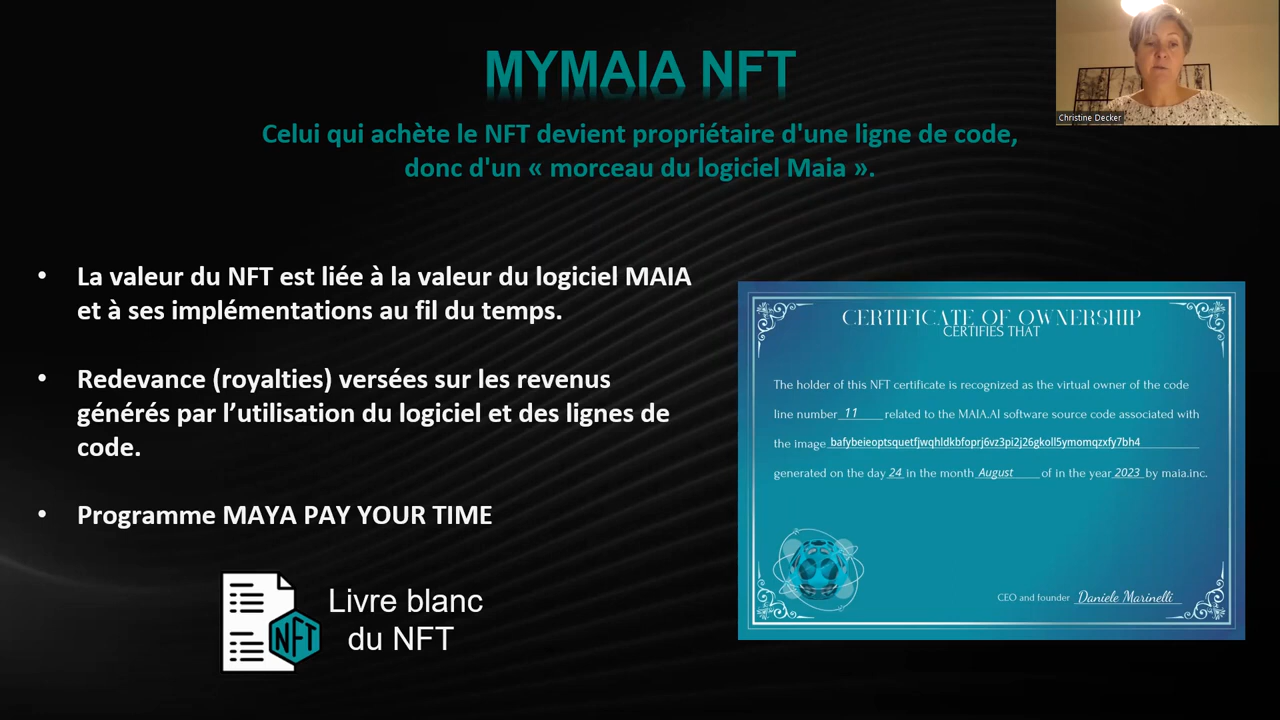 MYMAIA NFT
Christine Decker
Celui qui achète le NFT devient propriétaire d'une ligne de code,
donc d'un « morceau du logiciel Maia ».
• La valeur du NFT est liée à la valeur du logiciel MAIA
et à ses implémentations au fil du temps.
• Redevance (royalties) versées sur les revenus
générés par l’utilisation du logiciel et des lignes de
code.
• Programme MAYA PAY YOUR TIME
NFT
Livre blanc
du NFT
CERTIFICATE OF OWNERSHIP
CERTIFIES THAT
The holder of this NFT certificate is recognized as the virtual owner of the code
line number 11 related to the MAIA.AI software source code associated with
the image bafybeieoptsquetfjwqhldkbfoprj6vz3pi2j26gkoll5ymomqzxfy7bh4
generated on the day 24 in the month August of in the year 2023 by maia.inc.
CEO and founder Daniele Marinelli